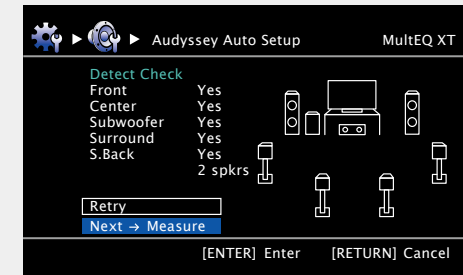 ▶ ▶ Audyssey Auto Setup MultEQ XT
Detect Check
Front Yes
Center Yes
Subwoofer Yes
Surround Yes
S.Back Yes
2 spkrs
Retry
Next → Measure
[ENTER] Enter [RETURN] Cancel